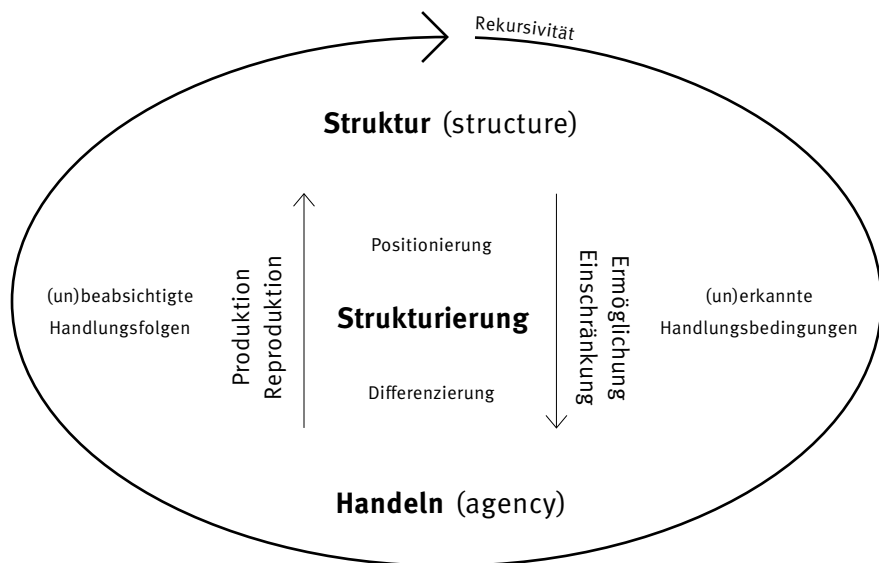 Rekursivität
Struktur (structure)
Positionierung
Produktion
Reproduktion
Ermöglichung
Einschränkung
(un)beabsichtigte
Handlungsfolgen
Strukturierung
(un)erkannte
Handlungsbedingungen
Differenzierung
Handeln (agency)